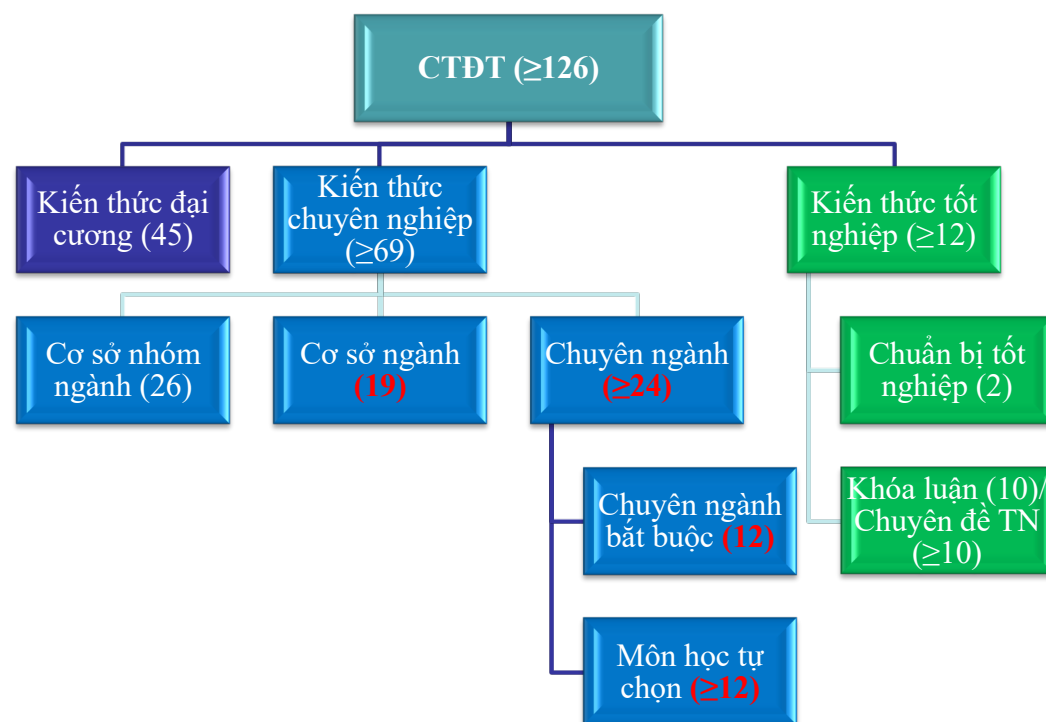 CTĐT (≥126)
Kiến thức đại
cương (45)
Kiến thức
chuyên nghiệp
(≥69)
Kiến thức tốt
nghiệp (≥12)
Cơ sở nhóm
ngành (26)
Cơ sở ngành
(19)
Chuyên ngành
(≥24)
Chuẩn bị tốt
nghiệp (2)
Chuyên ngành
bắt buộc (12)
Khóa luận (10)/
Chuyên đề TN
(≥10)
Môn học tự
chọn (≥12)